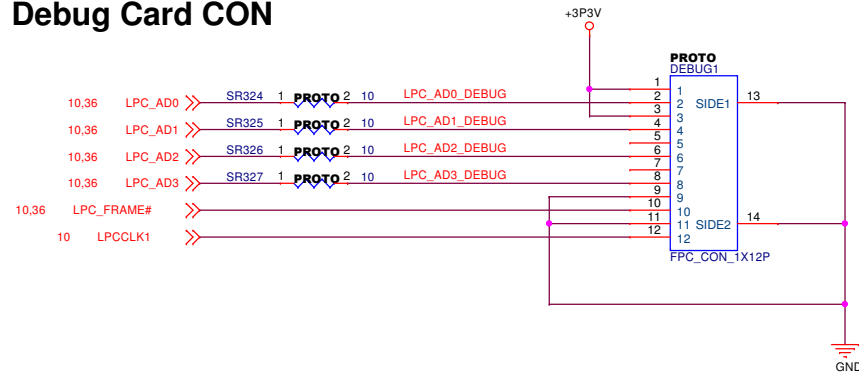 Debug Card CON
+3P3V
PROTO
DEBUG1
10,36 LPC_AD0 SR324 1 PROTO 2 10 LPC_AD0_DEBUG
10,36 LPC_AD1 SR325 1 PROTO 2 10 LPC_AD1_DEBUG
10,36 LPC_AD2 SR326 1 PROTO 2 10 LPC_AD2_DEBUG
10,36 LPC_AD3 SR327 1 PROTO 2 10 LPC_AD3_DEBUG
10,36 LPC_FRAME#
10 LPCCLK1
1 1
2 2 SIDE1 13
3 3
4 4
5 5
6 6
7 7
8 8
9 9
10 10
11 11 SIDE2 14
12 12
FPC_CON_1X12P
GND